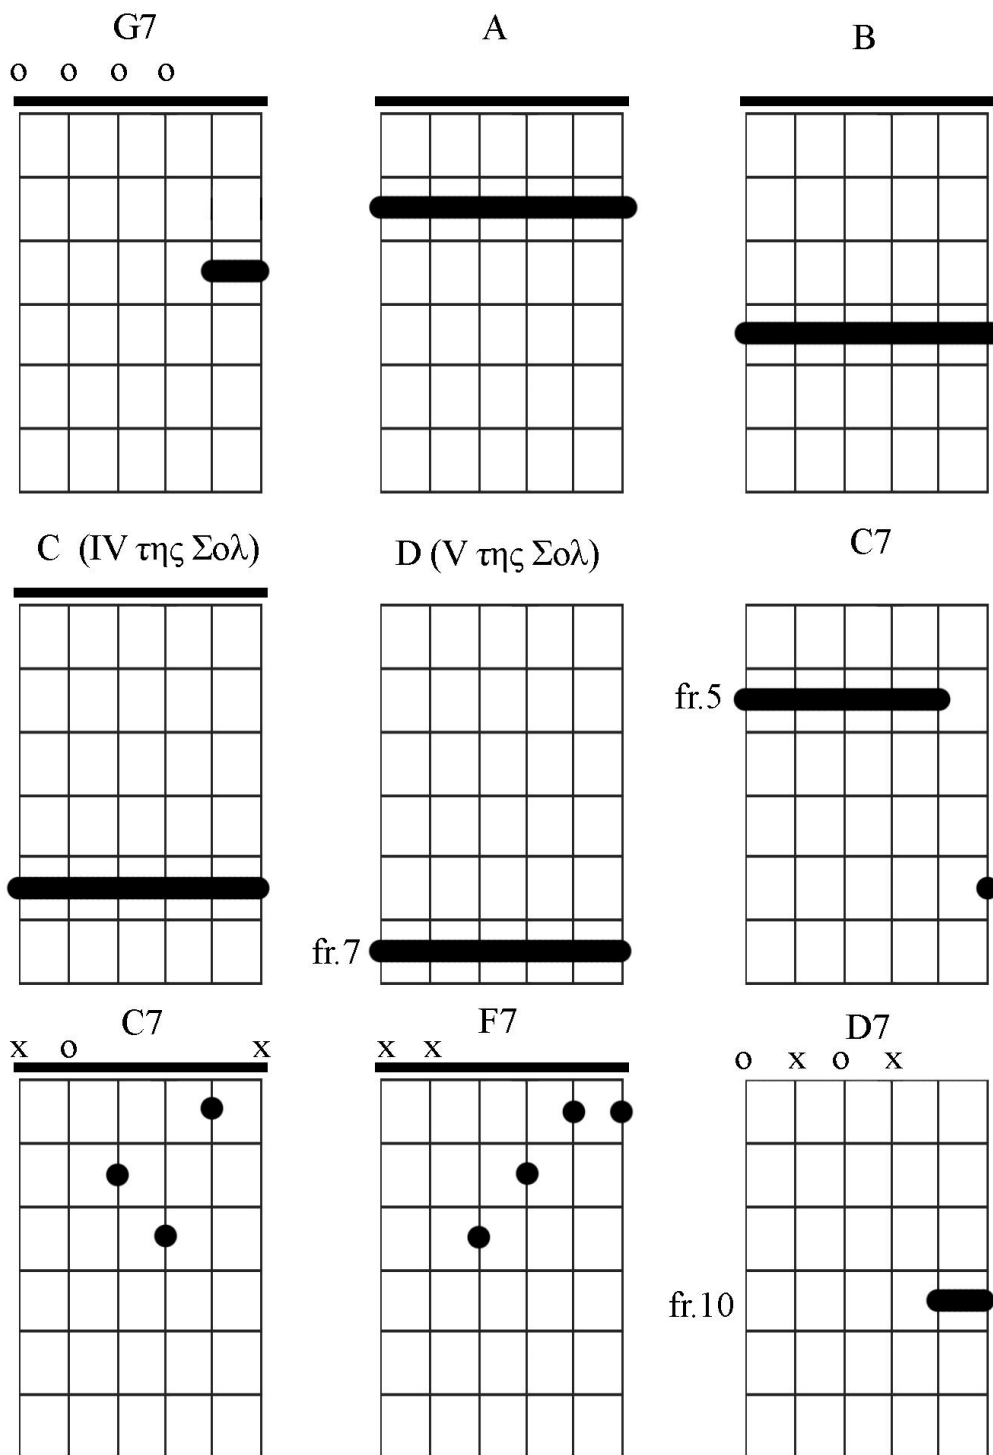 G7
A
B
o o o o
C (IV της Σολ)
D (V της Σολ)
C7
fr.5
fr.7
C7
F7
D7
x o x
x x
o x o x
fr.10